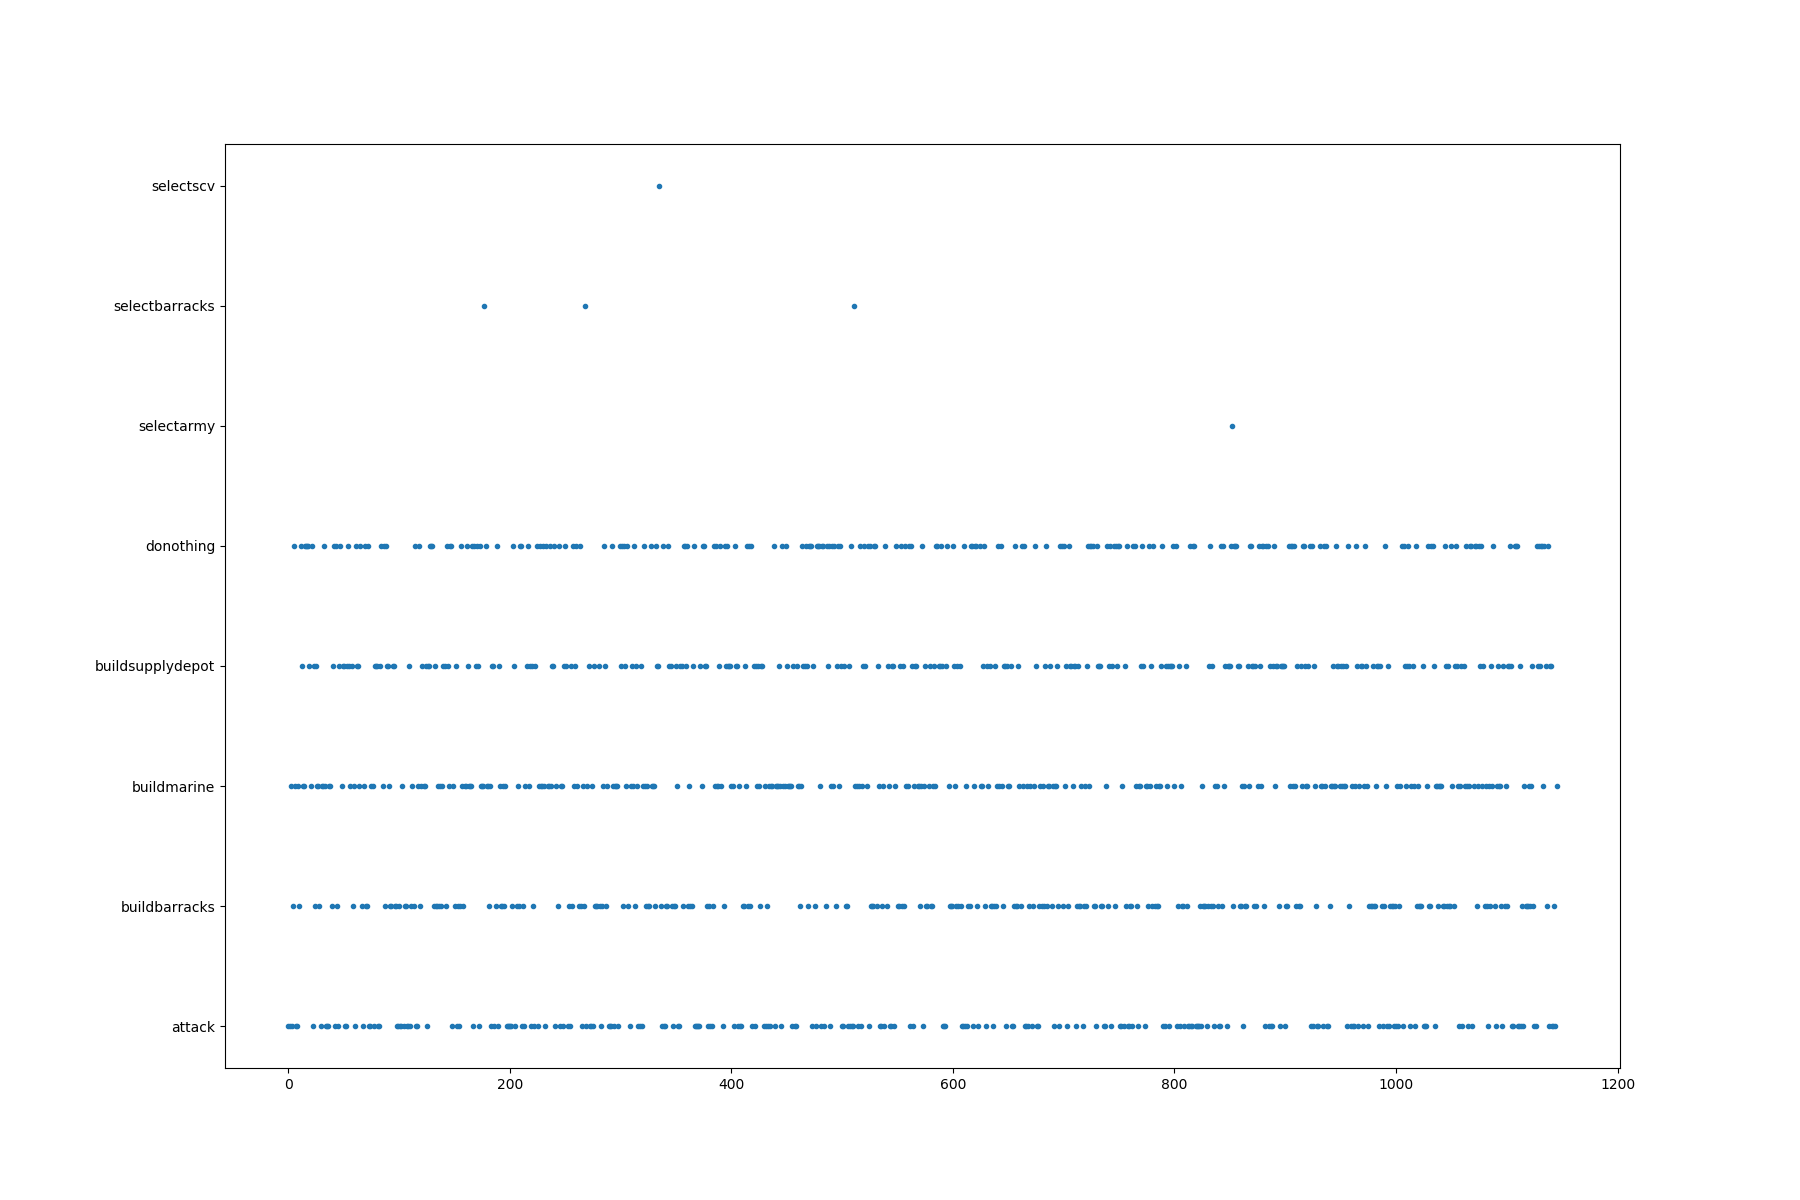 selectscv
selectbarracks
selectarmy
donothing
buildsupplydepot
buildmarine
buildbarracks
attack
0 200 400 600 800 1000 1200